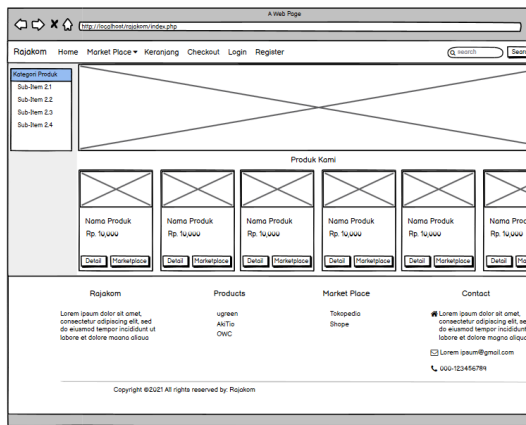 A Web Page
http://localhost/rajakom/index.php
Rajakom Home Market Place Keranjang Checkout Login Register search
Kategori Produk
Sub-Item 2.1
Sub-Item 2.2
Sub-Item 2.3
Sub-Item 2.4
Produk Kami
Nama Produk Nama Produk Nama Produk Nama Produk Nama Produk Nama
Rp. 10,000 Rp. 10,000 Rp. 10,000 Rp. 10,000 Rp. 10,000 Rp. 10,000
Detail Marketplace Detail Marketplace Detail Marketplace Detail Marketplace Detail Marketplace Detail
Rajakom
Lorem ipsum dolor sit amet,
consectetur adipiscing elit, sed
do eiusmod tempor incididunt ut
labore et dolore magna aliqua
Products
ugreen
AkiTio
OWC
Market Place
Tokopedia
Shope
Contact
Lorem ipsum dolor sit amet,
consectetur adipiscing elit,
do eiusmod tempor incididunt
labore et dolore magna
Lorem ipsum@gmail.com
000-123456789
Copyright ©2021 All rights reserved by: Rajakom